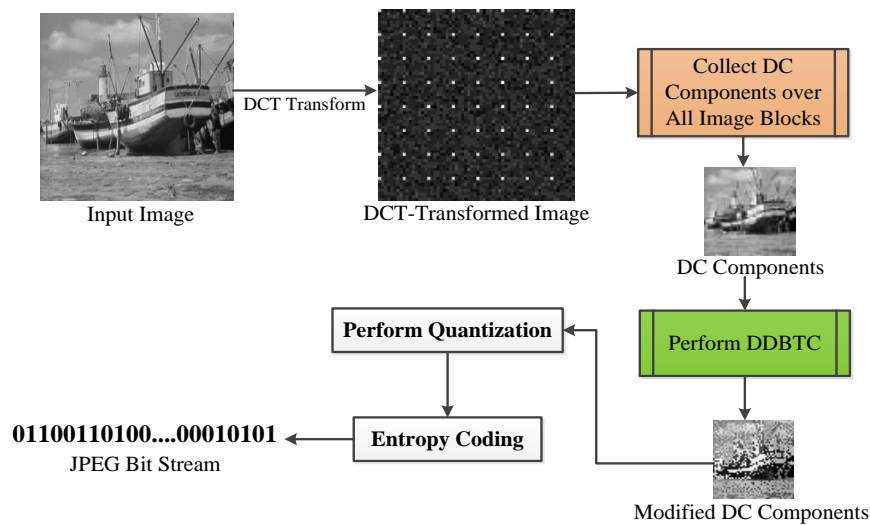 DCT Transform
Collect DC
Components over
All Image Blocks
Input Image
DCT-Transformed Image
DC Components
Perform Quantization
Perform DDBTC
01100110100....00010101
Entropy Coding
JPEG Bit Stream
Modified DC Components